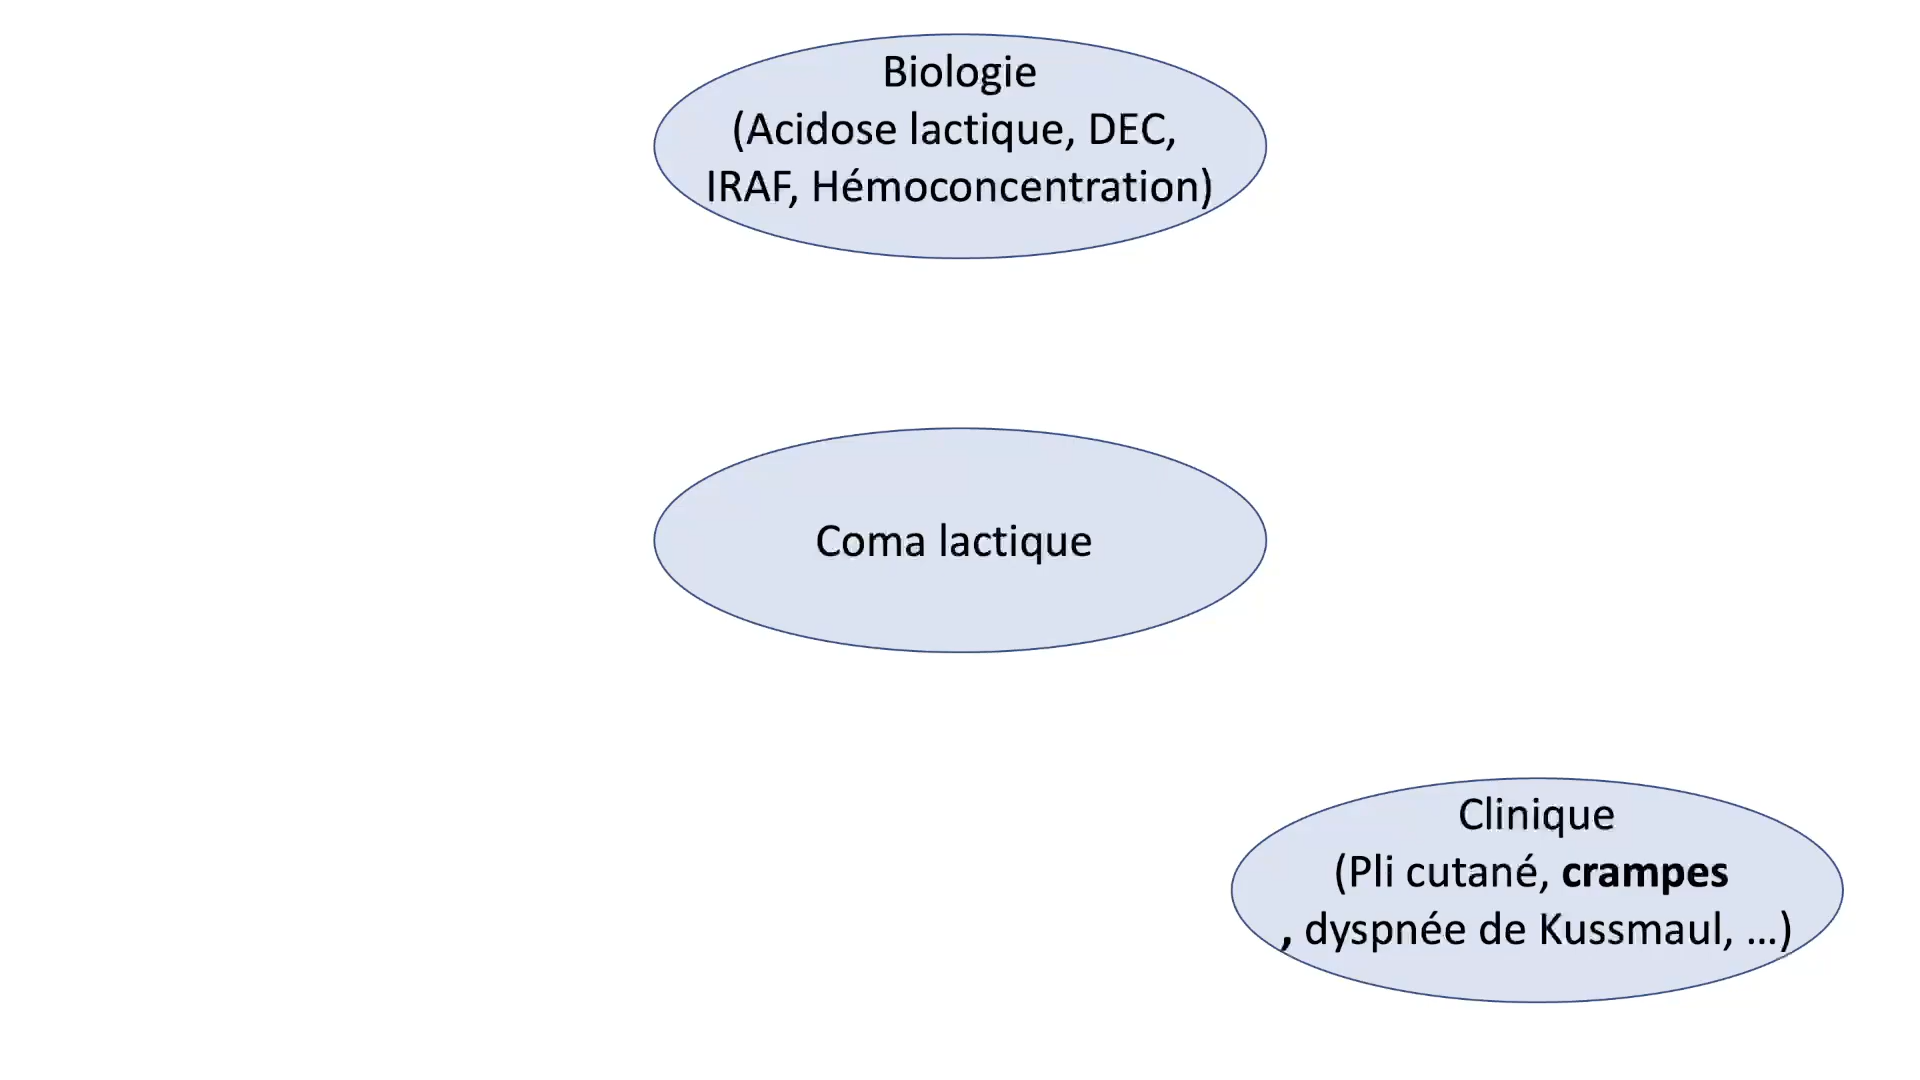 Biologie
(Acidose lactique, DEC,
IRAF, Hémoconcentration)
Coma lactique
Clinique
(Pli cutané, crampes
, dyspnée de Kussmaul, ...)